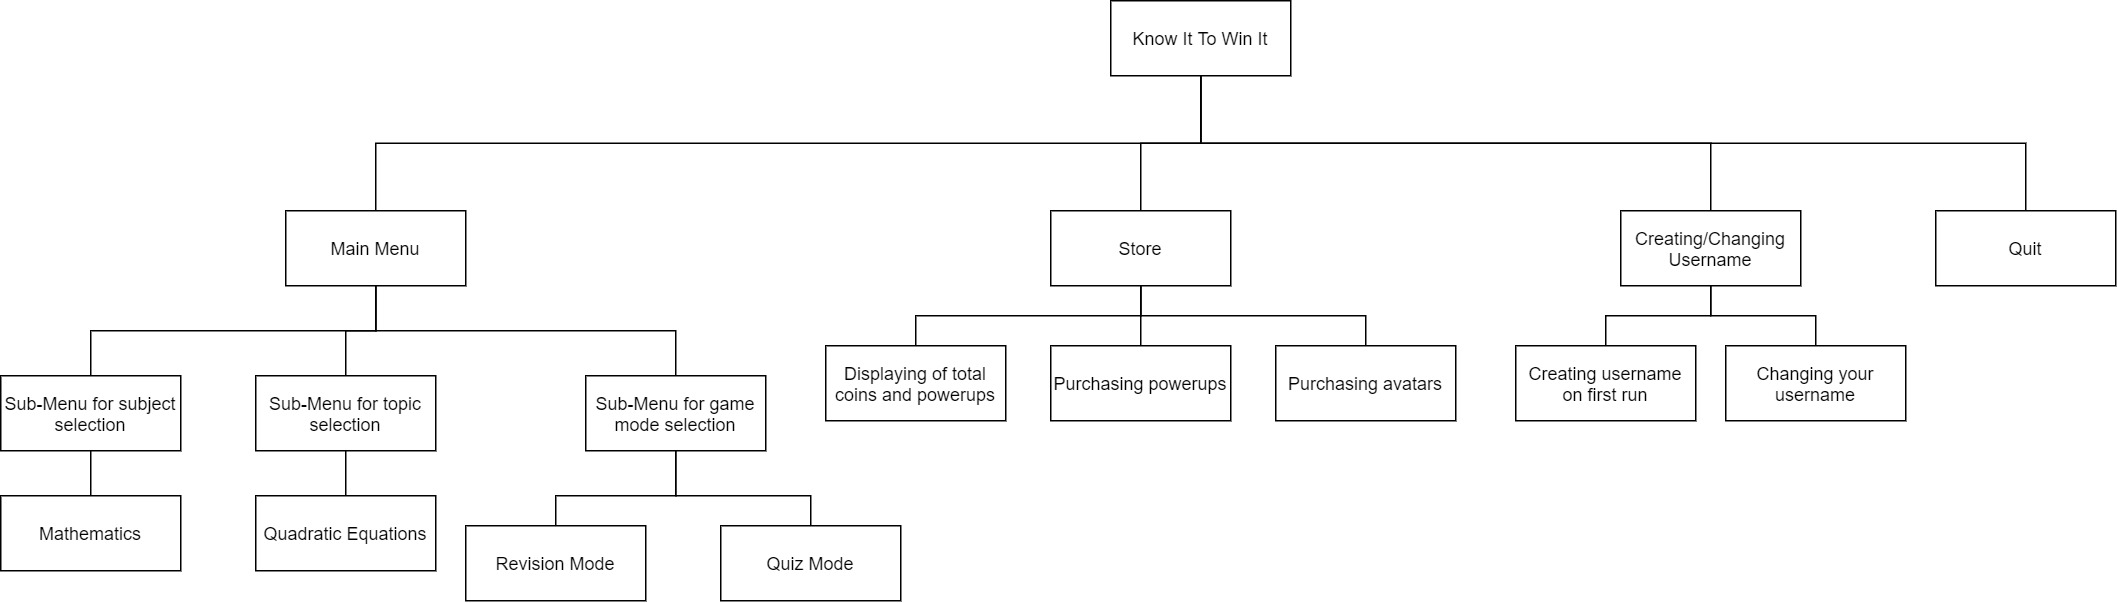 Know It To Win It
Main Menu
Store
Creating/Changing
Username
Quit
Sub-Menu for subject
selection
Sub-Menu for topic
selection
Sub-Menu for game
mode selection
Displaying of total
coins and powerups
Purchasing powerups
Purchasing avatars
Creating username
on first run
Changing your
username
Mathematics
Quadratic Equations
Revision Mode
Quiz Mode